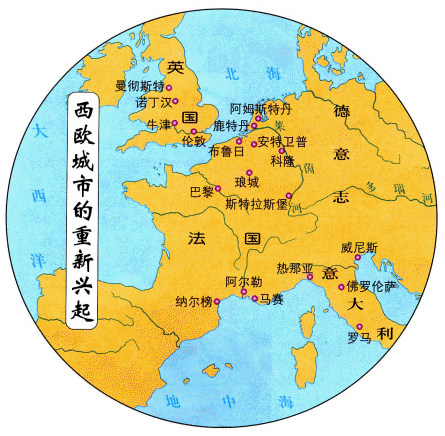 西欧城市的重新兴起
英
国
北海
曼彻斯特
诺丁汉
牛津
伦敦
阿姆斯特丹
鹿特丹
安特卫普
布鲁日
科隆
莱茵河
德意志
大西洋
琅城
巴黎
斯特拉斯堡
多瑙河
法国
威尼斯
热那亚
意大利
佛罗伦萨
阿尔勒
纳尔榜
马赛
罗马
地中海